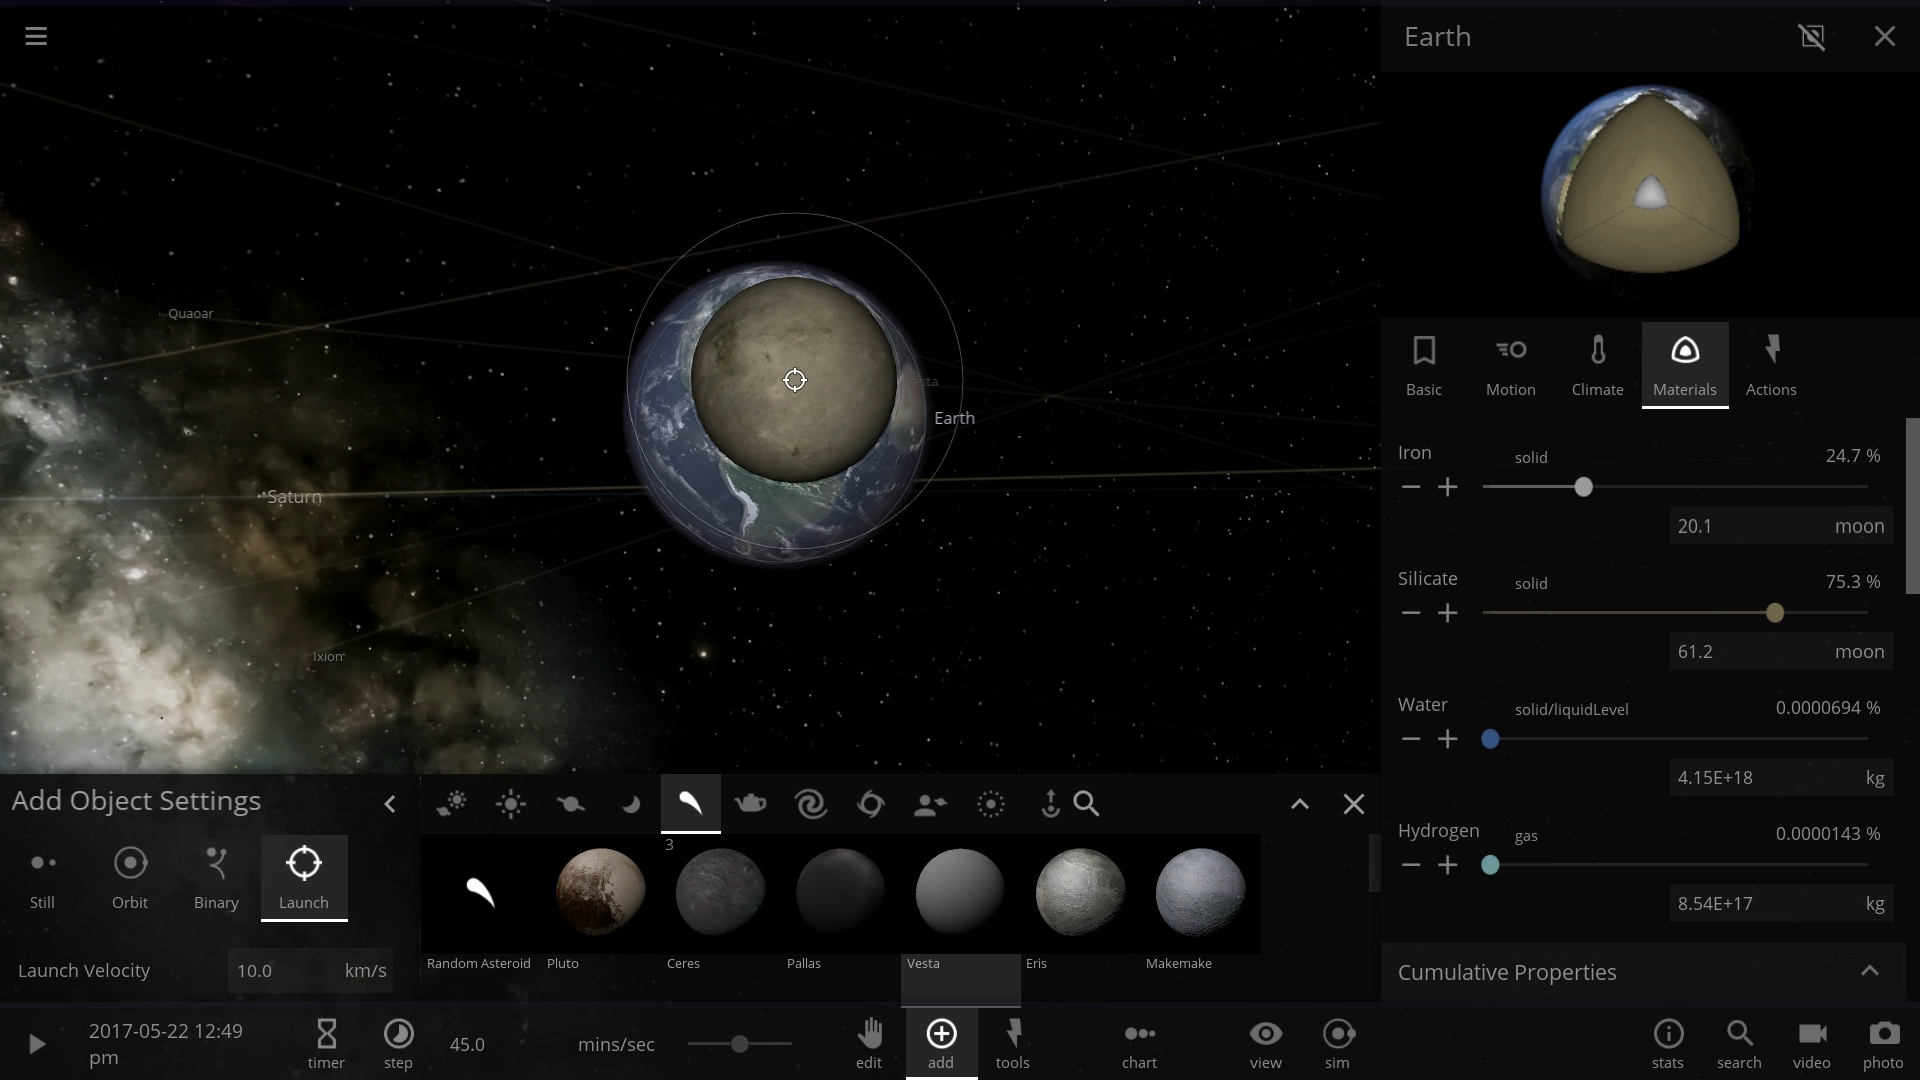 Earth
Quaoar
esta
Earth
Saturn
Ixion
Basic
Motion
Climate
Materials
Actions
Iron solid 24.7 %
20.1 moon
Silicate solid 75.3 %
61.2 moon
Water solid/liquidLevel 0.0000694 %
4.15E+18 kg
Hydrogen gas 0.0000143 %
8.54E+17 kg
Cumulative Properties
Add Object Settings
Still
Orbit
Binary
Launch
Launch Velocity 10.0 km/s
3
Random Asteroid
Pluto
Ceres
Pallas
Vesta
Eris
Makemake
2017-05-22 12:49
pm
timer
step
45.0 mins/sec
edit
add
tools
chart
view
sim
stats
search
video
photo